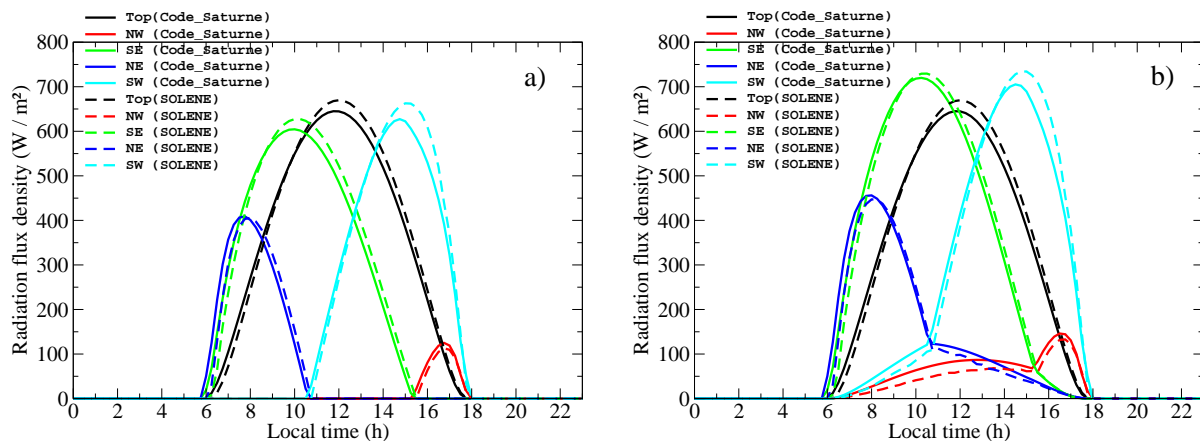 Top(Code_Saturne)
NW (Code_Saturne)
SE (Code_Saturne)
NE (Code_Saturne)
SW (Code_Saturne)
Top(SOLENE)
NW (SOLENE)
SE (SOLENE)
NE (SOLENE)
SW (SOLENE)
a)
800
700
600
500
400
300
200
100
0
Radiation flux density (W / m²)
0 2 4 6 8 10 12 14 16 18 20 22
Local time (h)
Top(Code_Saturne)
NW (Code_Saturne)
SE (Code_Saturne)
NE (Code_Saturne)
SW (Code_Saturne)
Top(SOLENE)
NW (SOLENE)
SE (SOLENE)
NE (SOLENE)
SW (SOLENE)
b)
800
700
600
500
400
300
200
100
0
Radiation flux density (W / m²)
0 2 4 6 8 10 12 14 16 18 20 22
Local time (h)